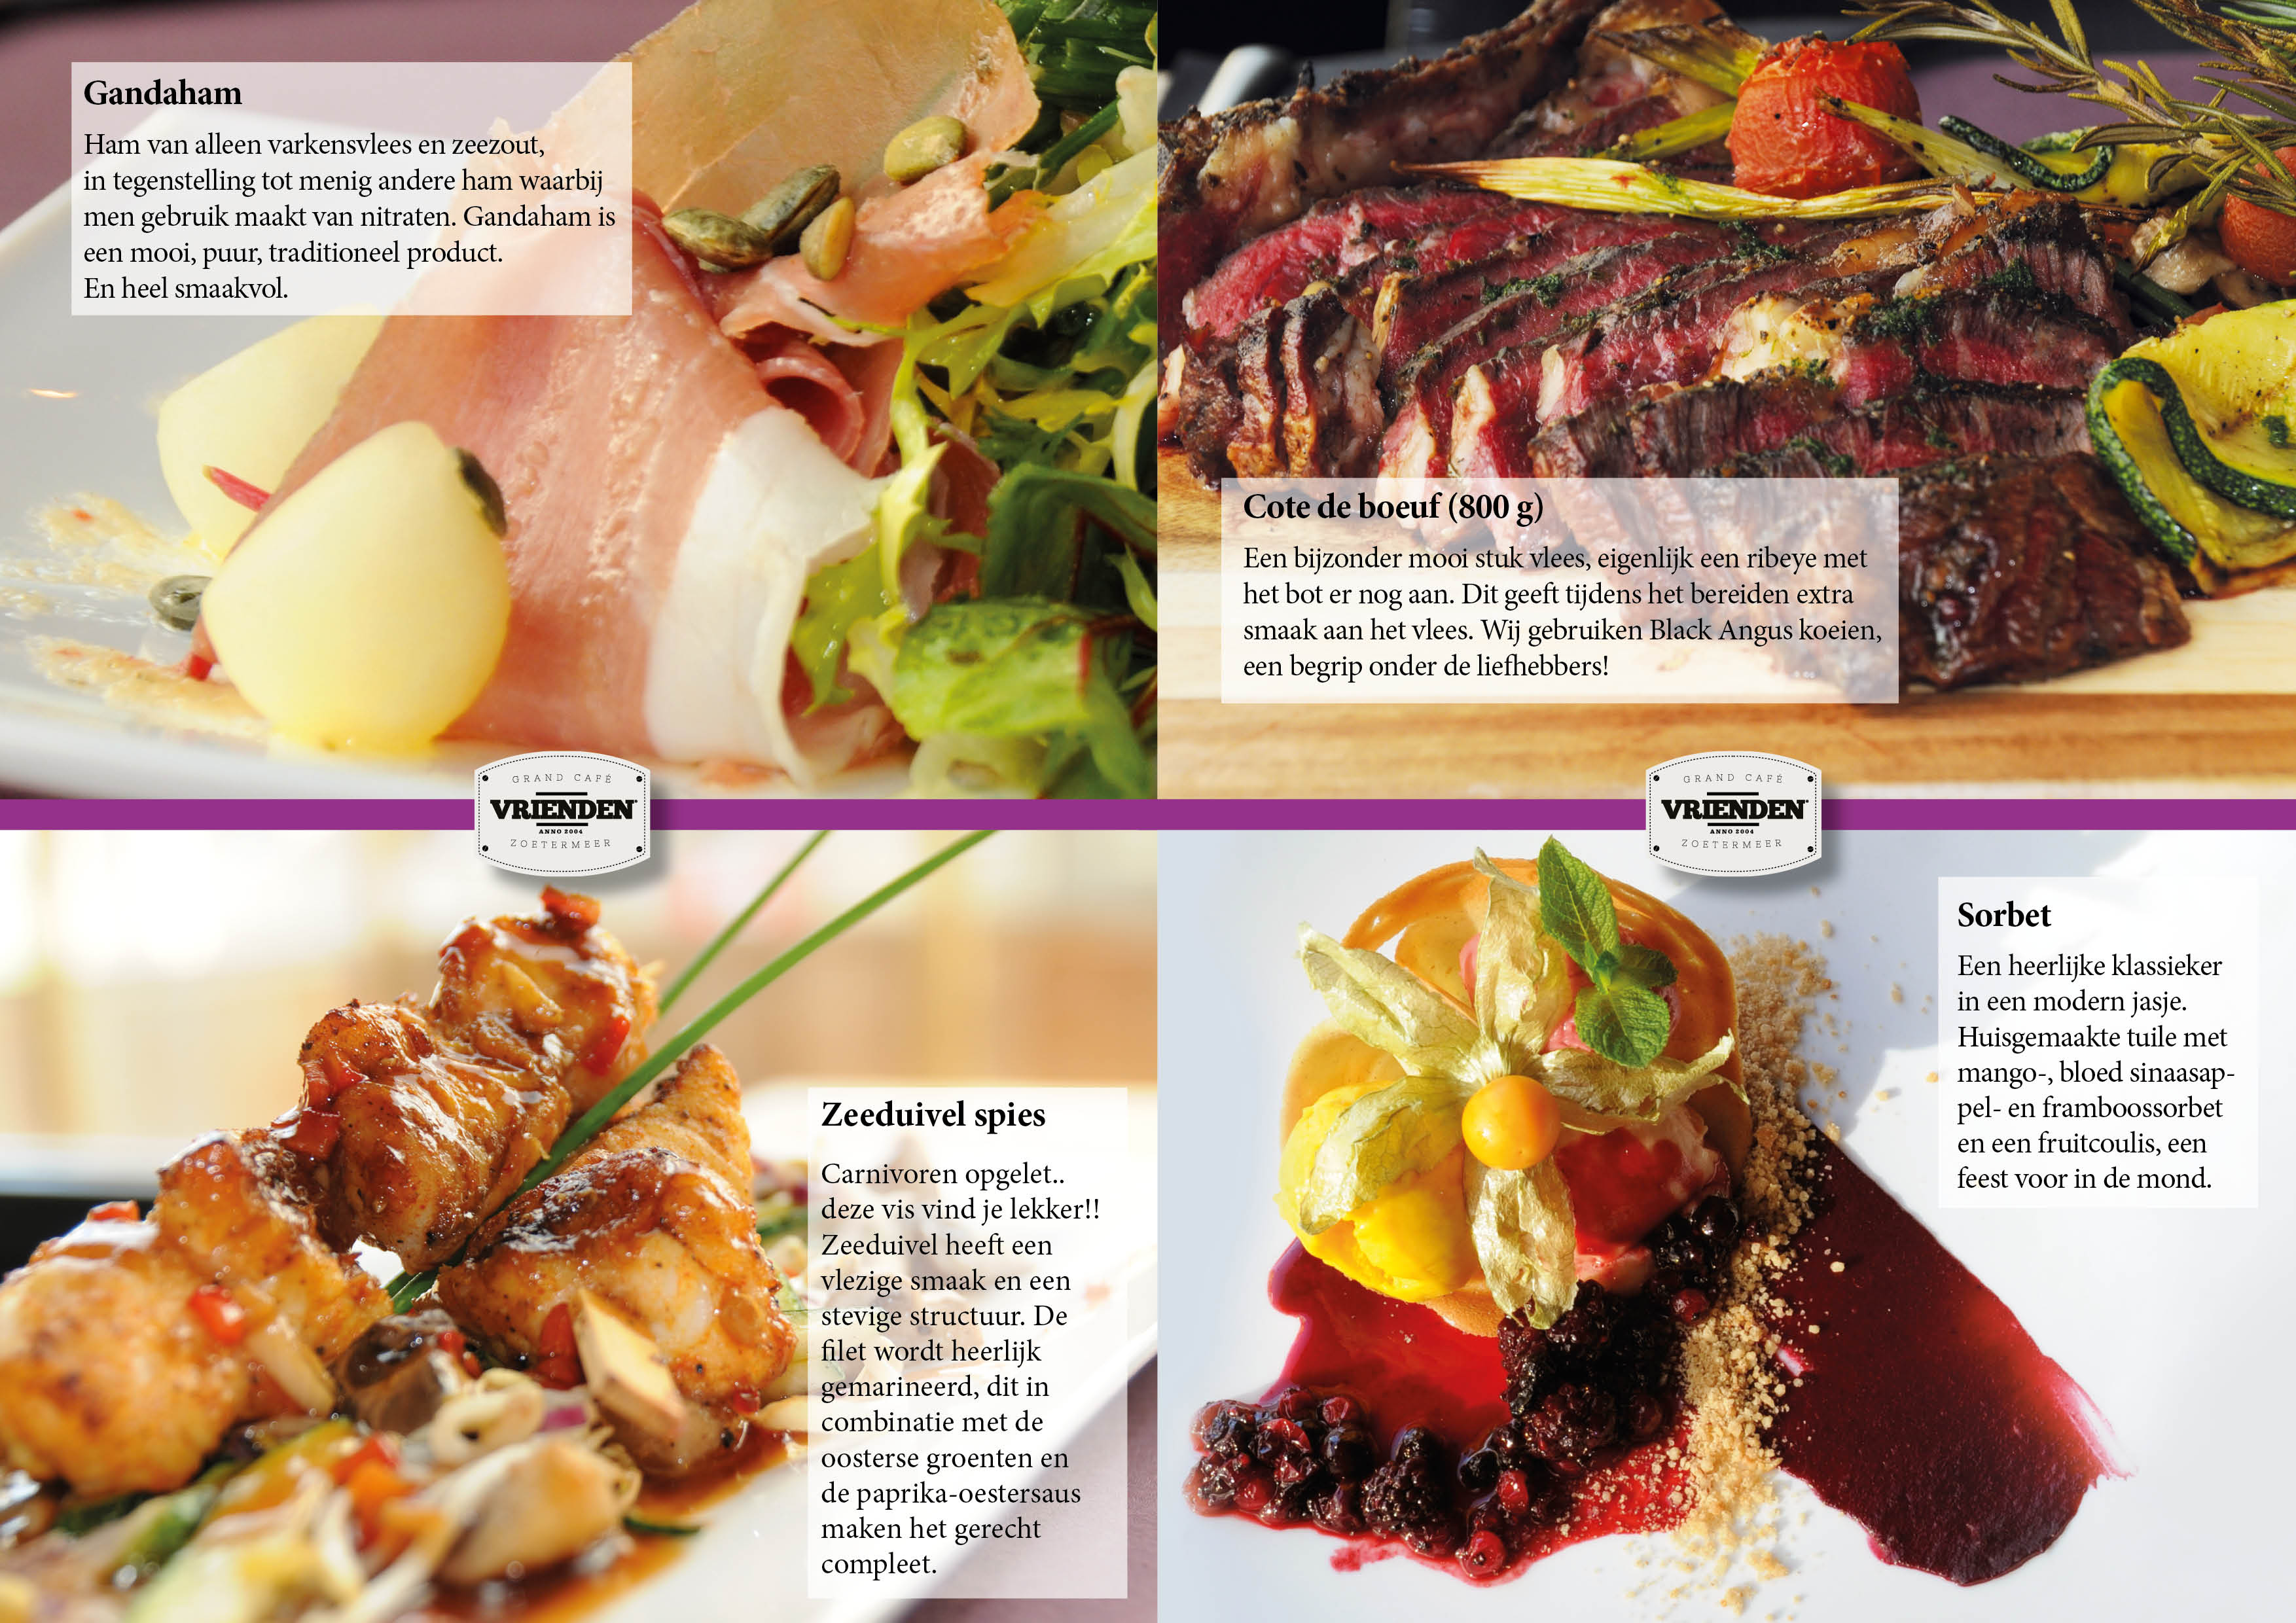 Gandaham
Ham van alleen varkensvlees en zeezout,
in tegenstelling tot menig andere ham waarbij
men gebruik maakt van nitraten. Gandaham is
een mooi, puur, traditioneel product.
En heel smaakvol.
Cote de boeuf (800 g)
Een bijzonder mooi stuk vlees, eigenlijk een ribeye met
het bot er nog aan. Dit geeft tijdens het bereiden extra
smaak aan het vlees. Wij gebruiken Black Angus koeien,
een begrip onder de liefhebbers!
GRAND CAFÉ
VRIENDEN
ANNO 2004
ZOETERMEER
GRAND CAFÉ
VRIENDEN
ANNO 2004
ZOETERMEER
Zeeduivel spies
Carnivoren opgelet..
deze vis vind je lekker!!
Zeeduivel heeft een
vlezige smaak en een
stevige structuur. De
filet wordt heerlijk
gemarineerd, dit in
combinatie met de
oosterse groenten en
de paprika-oestersaus
maken het gerecht
compleet.
Sorbet
Een heerlijke klassieker
in een modern jasje.
Huisgemaakte tuile met
mango-, bloed sinaasap-
pel- en framboossorbet
en een fruitcoulis, een
feest voor in de mond.